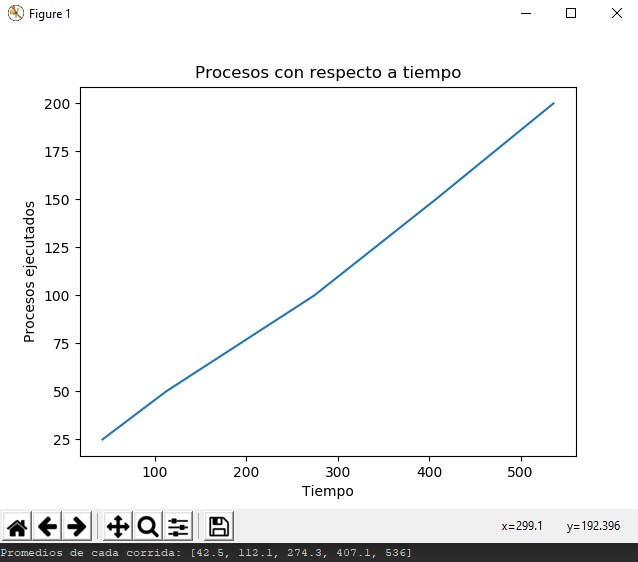 Figure 1
Procesos con respecto a tiempo
200
175
150
125
100
75
50
25
Procesos ejecutados
100 200 300 400 500
Tiempo
x=299.1 y=192.396
Promedios de cada corrida: [42.5, 112.1, 274.3, 407.1, 536]